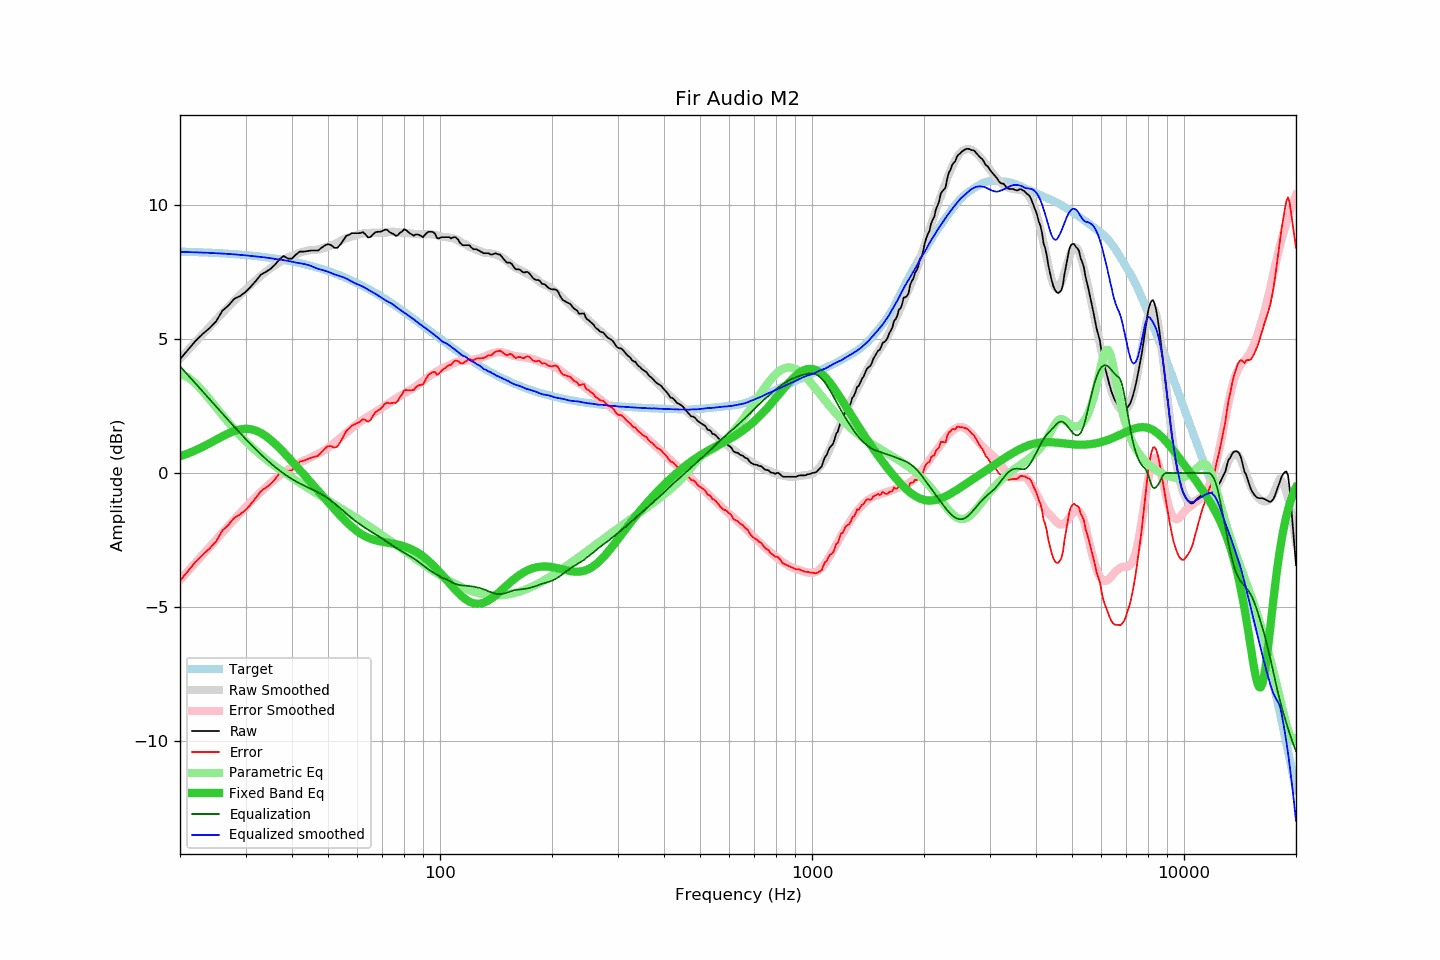 Fir Audio M2
10
5
0
−5
−10
Amplitude (dBr)
Target
Raw Smoothed
Error Smoothed
Raw
Error
Parametric Eq
Fixed Band Eq
Equalization
Equalized smoothed
100 1000 10000
Frequency (Hz)